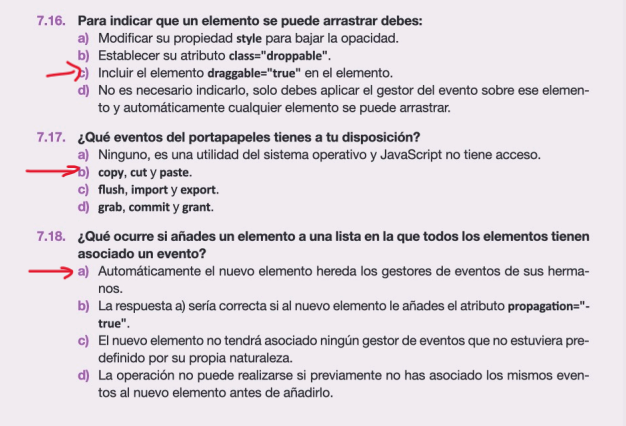 7.16. Para indicar que un elemento se puede arrastrar debes:
a) Modificar su propiedad style para bajar la opacidad.
b) Establecer su atributo class="droppable".
c) Incluir el elemento draggable="true" en el elemento.
d) No es necesario indicarlo, solo debes aplicar el gestor del evento sobre ese elemen-
to y automáticamente cualquier elemento se puede arrastrar.
7.17. ¿Qué eventos del portapapeles tienes a tu disposición?
a) Ninguno, es una utilidad del sistema operativo y JavaScript no tiene acceso.
b) copy, cut y paste.
c) flush, import y export.
d) grab, commit y grant.
7.18. ¿Qué ocurre si añades un elemento a una lista en la que todos los elementos tienen
asociado un evento?
a) Automáticamente el nuevo elemento hereda los gestores de eventos de sus herma-
nos.
b) La respuesta a) sería correcta si al nuevo elemento le añades el atributo propagation="-
true".
c) El nuevo elemento no tendrá asociado ningún gestor de eventos que no estuviera pre-
definido por su propia naturaleza.
d) La operación no puede realizarse si previamente no has asociado los mismos even-
tos al nuevo elemento antes de añadirlo.